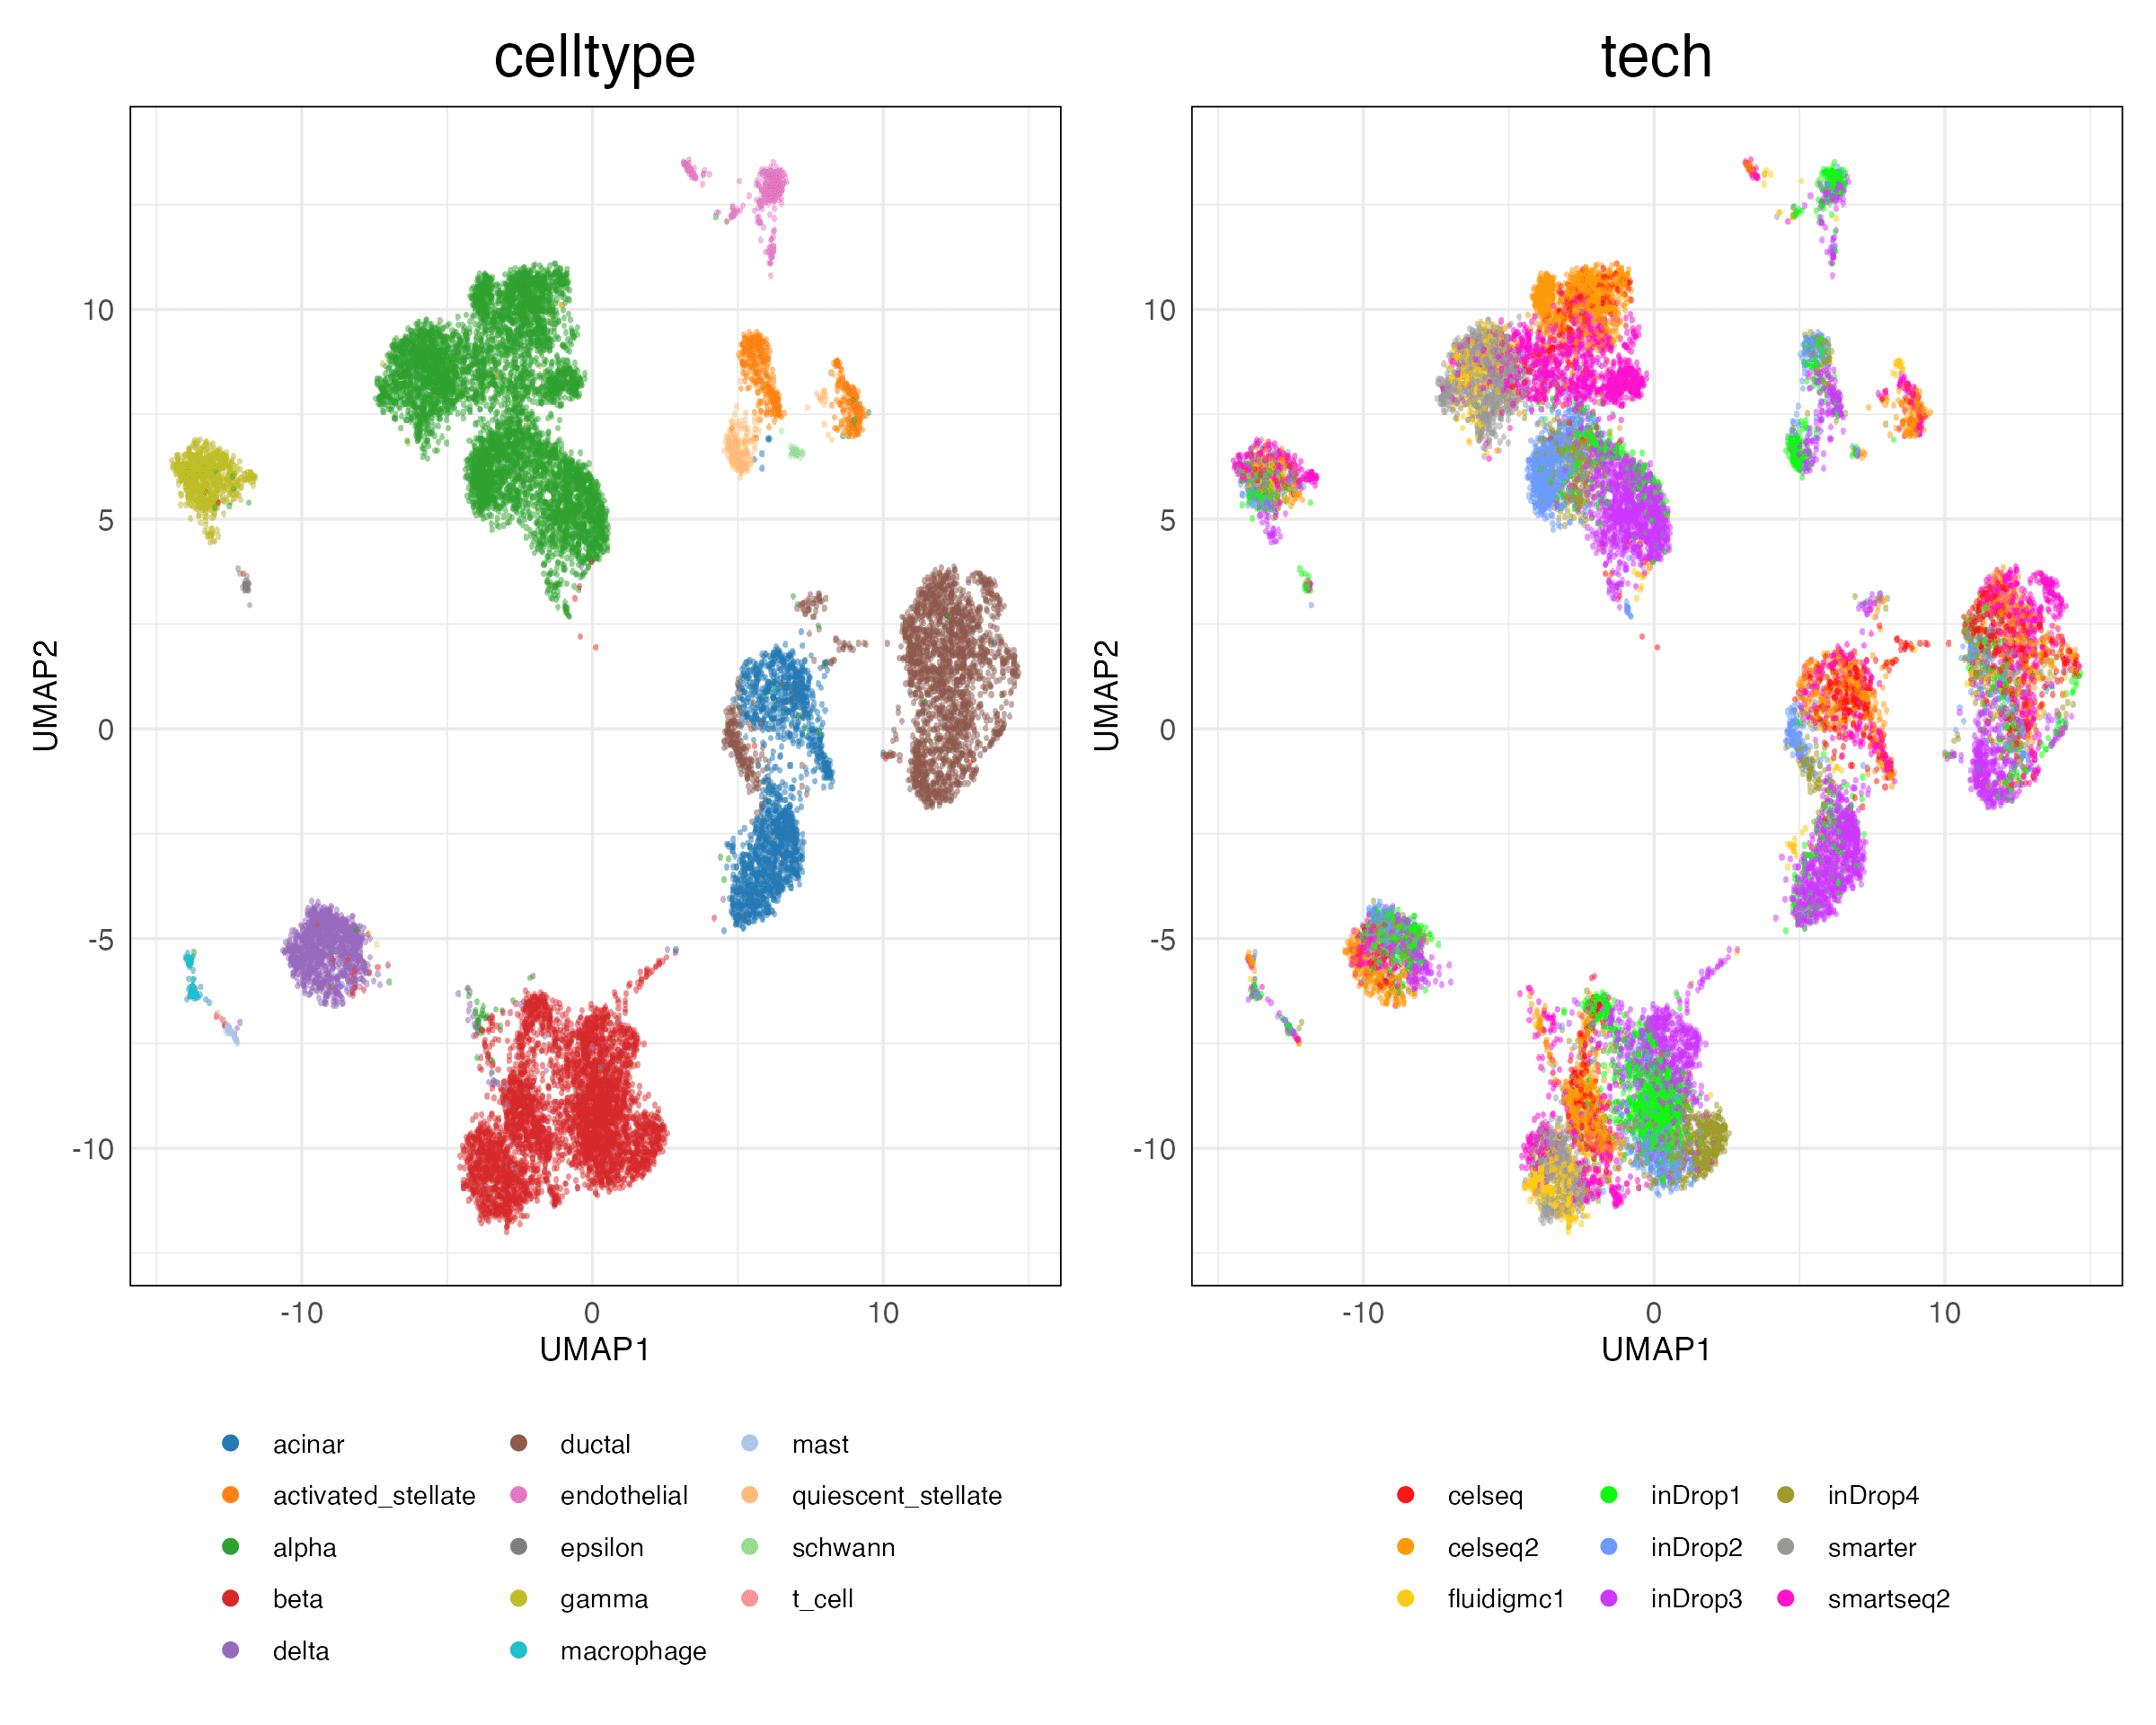 celltype
tech
10
5
0
-5
-10
UMAP2
-10
0
10
UMAP1
10
5
0
-5
-10
UMAP2
-10
0
10
UMAP1
acinar
ductal
mast
activated_stellate
endothelial
quiescent_stellate
alpha
epsilon
schwann
beta
gamma
t_cell
delta
macrophage
celseq
inDrop1
inDrop4
celseq2
inDrop2
smarter
fluidigmc1
inDrop3
smartseq2